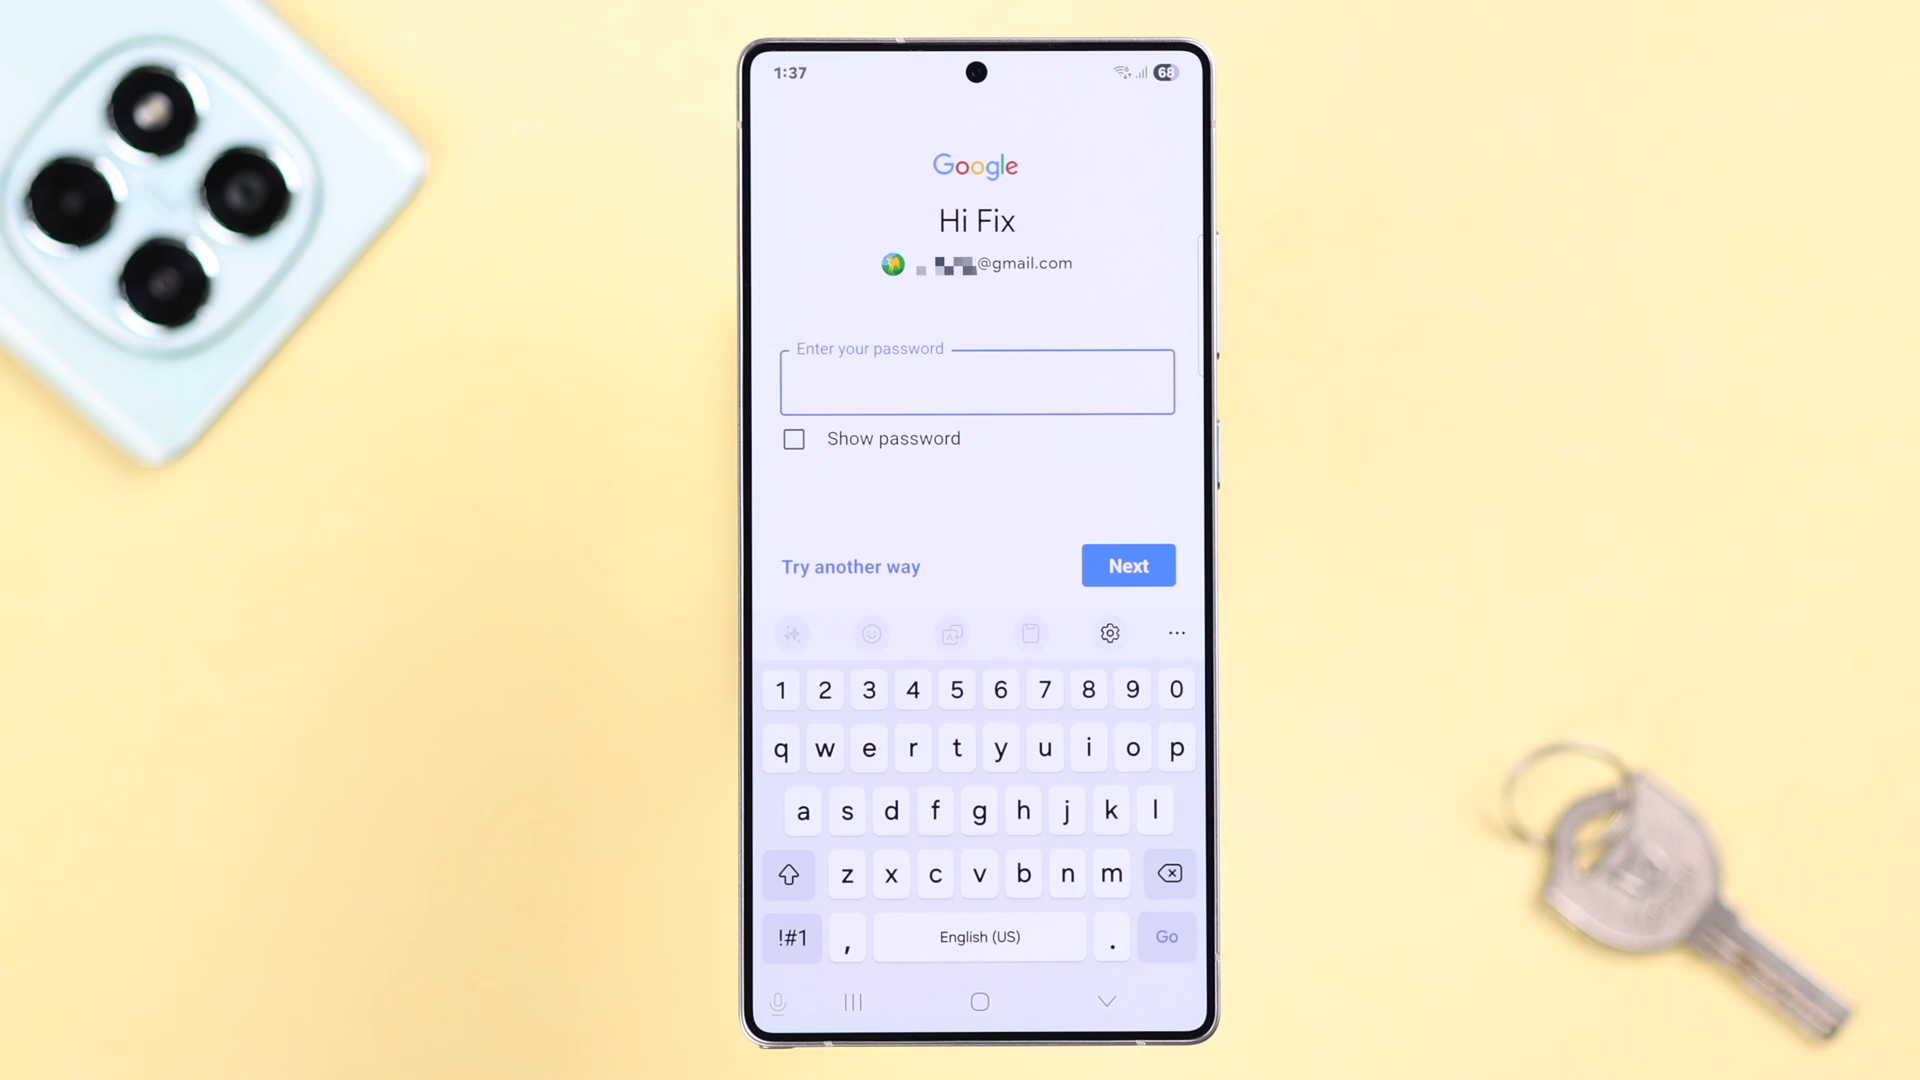 1:37
68
Google
Hi Fix
@gmail.com
Enter your password
Show password
Try another way
Next
1 2 3 4 5 6 7 8 9 0
q w e r t y u i o p
a s d f g h j k l
z x c v b n m
!#1 , English (US) . Go